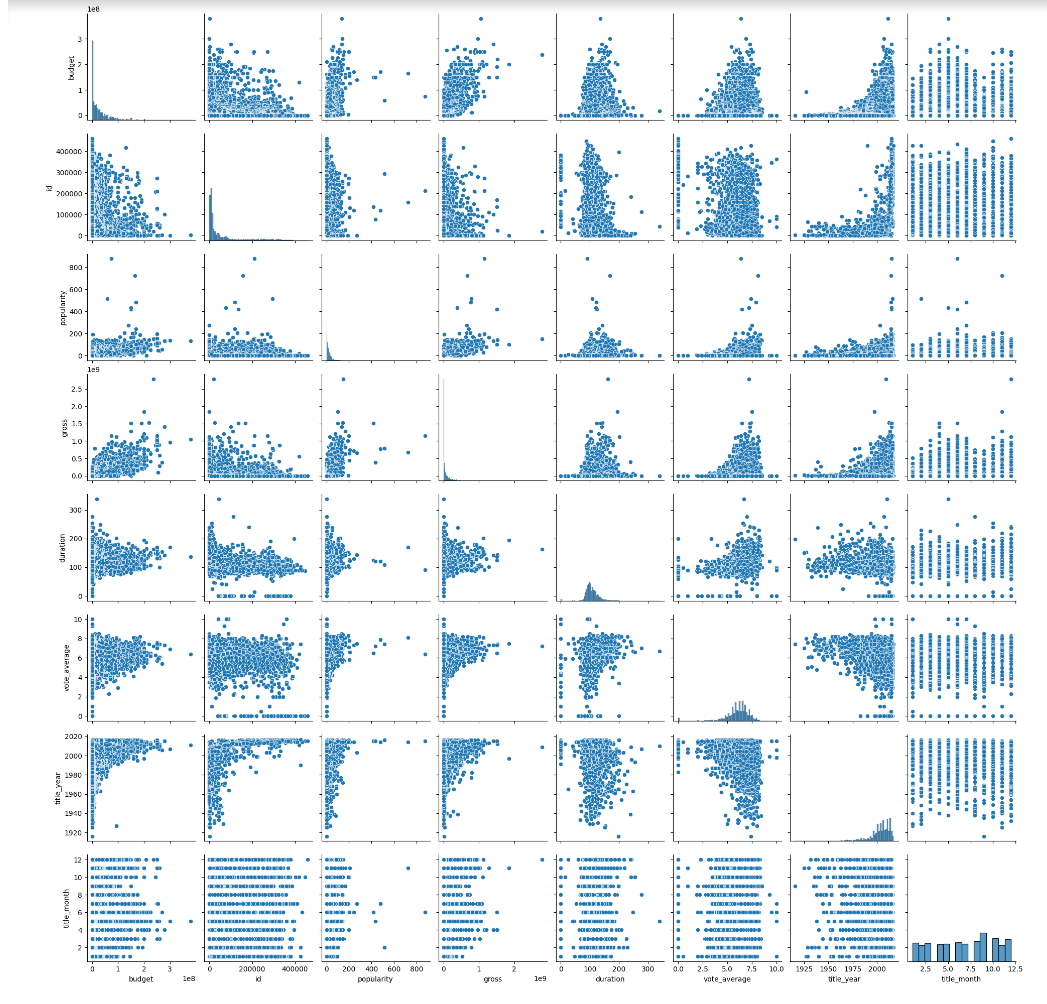 1e8
3
2
1
0
budget
400000
300000
200000
100000
0
id
800
600
400
200
0
popularity
1e9
2.5
2.0
1.5
1.0
0.5
0.0
gross
300
200
100
0
duration
10
8
6
4
2
0
vote_average
2020
2000
1980
1960
1940
1920
title_year
12
10
8
6
4
2
title_month
0 1 2 3 1e8
budget
0 200000 400000
id
0 200 400 600 800
popularity
0 1 2 1e9
gross
0 100 200 300
duration
0.0 2.5 5.0 7.5 10.0
vote_average
1925 1950 1975 2000
title_year
2.5 5.0 7.5 10.0 12.5
title_month